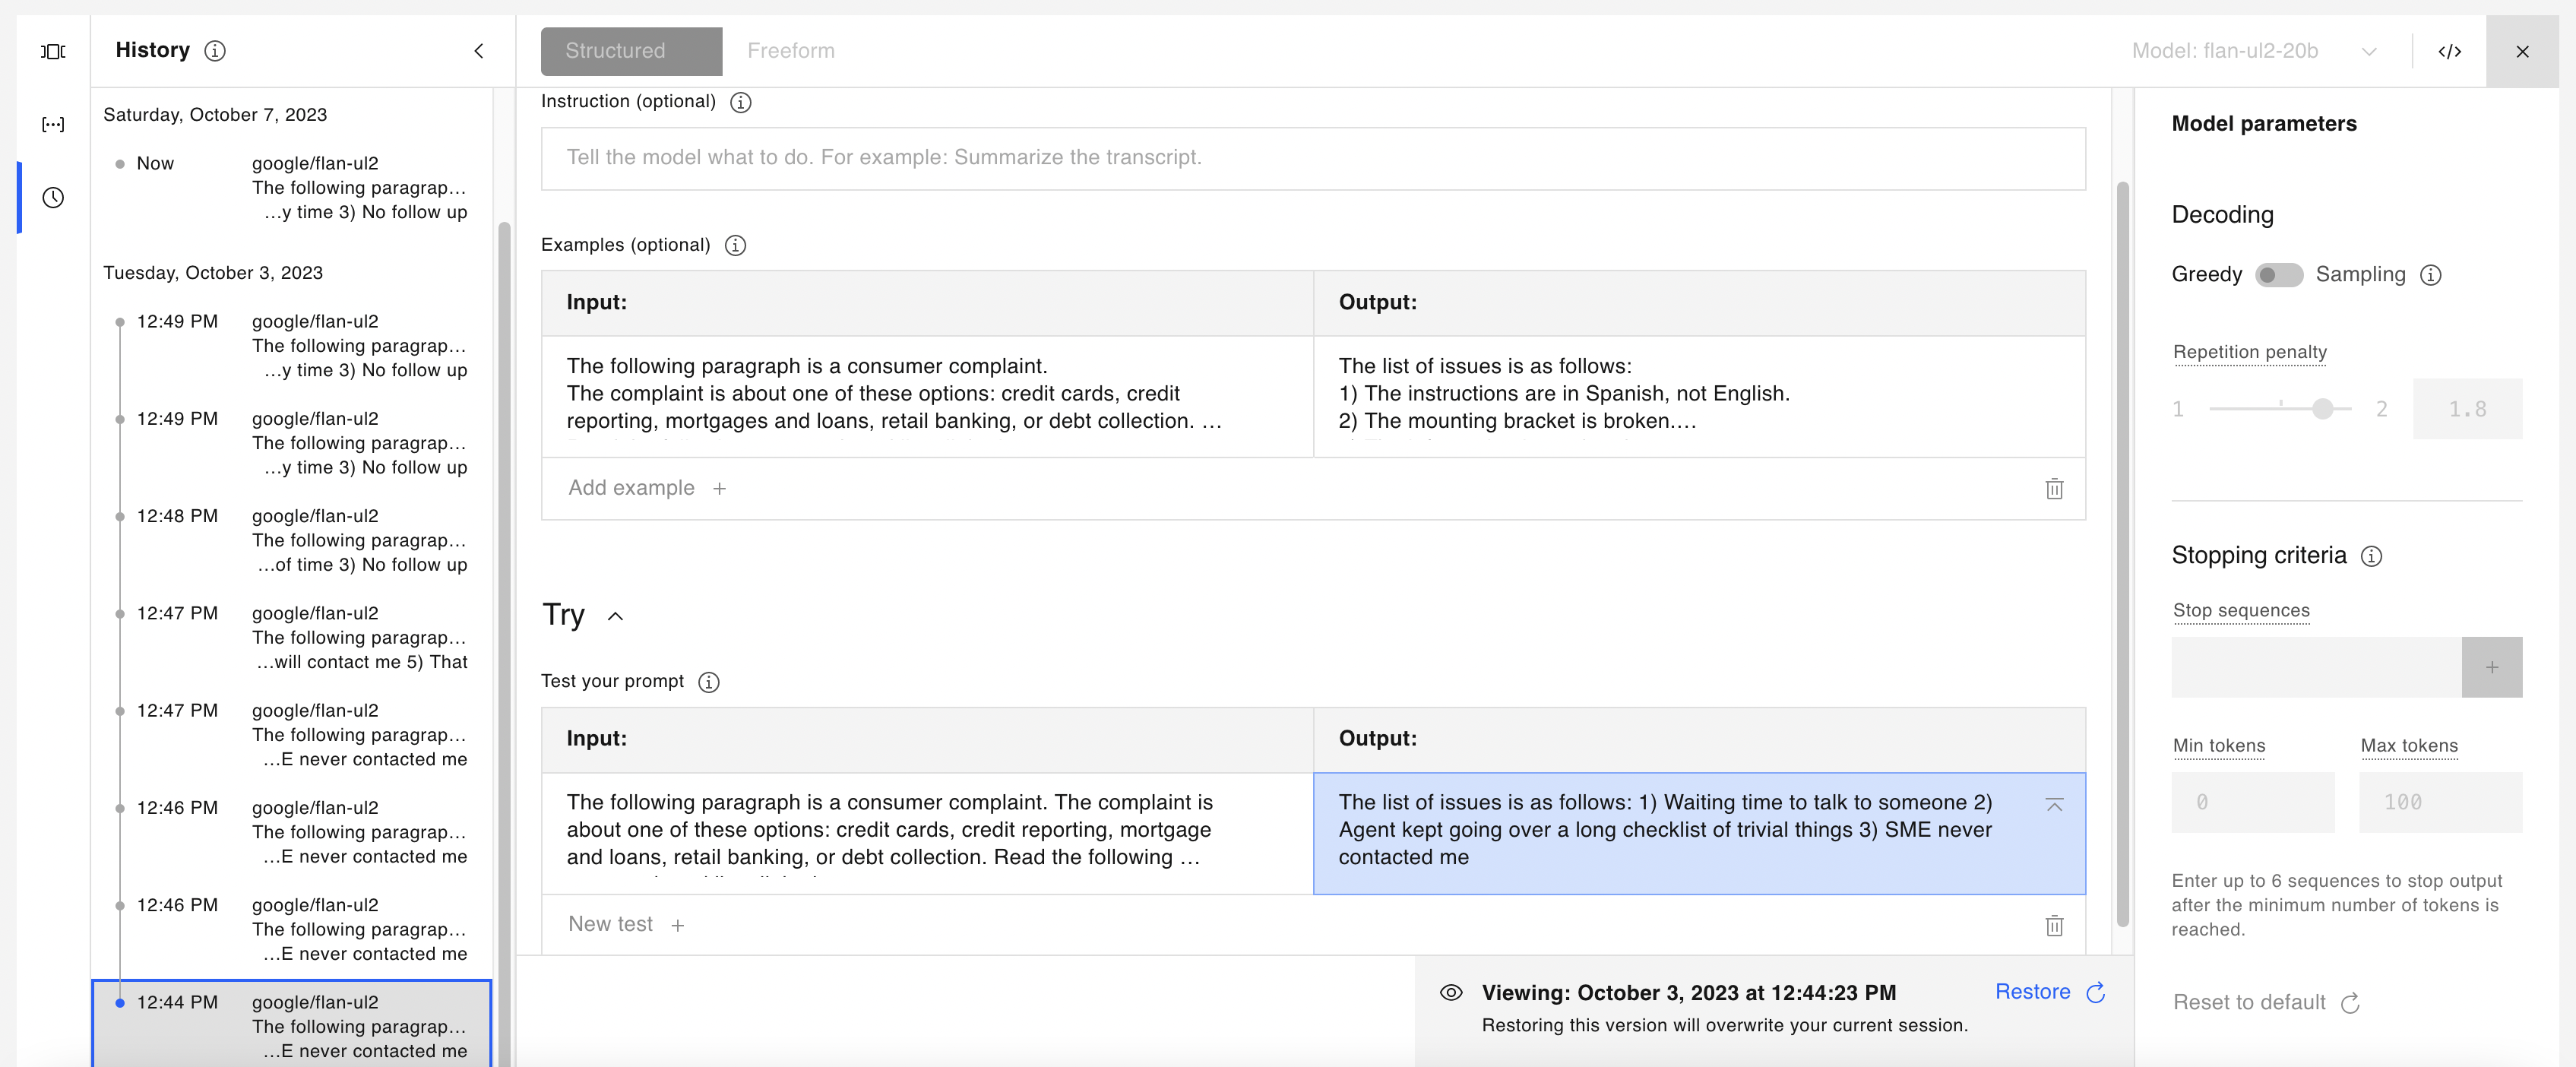 History
Structured
Freeform
Model: flan-ul2-20b
</>
Saturday, October 7, 2023
Now
google/flan-ul2
The following paragrap...
...y time 3) No follow up
Tuesday, October 3, 2023
12:49 PM
google/flan-ul2
The following paragrap...
...y time 3) No follow up
12:49 PM
google/flan-ul2
The following paragrap...
...y time 3) No follow up
12:48 PM
google/flan-ul2
The following paragrap...
...of time 3) No follow up
12:47 PM
google/flan-ul2
The following paragrap...
...will contact me 5) That
12:47 PM
google/flan-ul2
The following paragrap...
...E never contacted me
12:46 PM
google/flan-ul2
The following paragrap...
...E never contacted me
12:46 PM
google/flan-ul2
The following paragrap...
...E never contacted me
12:44 PM
google/flan-ul2
The following paragrap...
...E never contacted me
Instruction (optional)
Tell the model what to do. For example: Summarize the transcript.
Examples (optional)
Input:
Output:
The following paragraph is a consumer complaint.
The complaint is about one of these options: credit cards, credit
reporting, mortgages and loans, retail banking, or debt collection. ...
The list of issues is as follows:
1) The instructions are in Spanish, not English.
2) The mounting bracket is broken....
Add example +
Try
Test your prompt
Input:
Output:
The following paragraph is a consumer complaint. The complaint is
about one of these options: credit cards, credit reporting, mortgage
and loans, retail banking, or debt collection. Read the following ...
The list of issues is as follows: 1) Waiting time to talk to someone 2)
Agent kept going over a long checklist of trivial things 3) SME never
contacted me
New test +
Viewing: October 3, 2023 at 12:44:23 PM
Restoring this version will overwrite your current session.
Restore
Model parameters
Decoding
Greedy
Sampling
Repetition penalty
1
2
1.8
Stopping criteria
Stop sequences
+
Min tokens
Max tokens
0
100
Enter up to 6 sequences to stop output
after the minimum number of tokens is
reached.
Reset to default